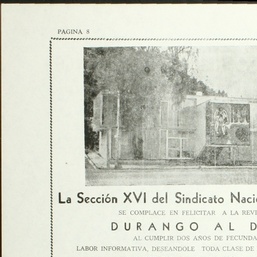 PAGINA 8
La Sección XVI del Sindicato Naci
SE COMPLACE EN FELICITAR A LA REVI
DURANGO AL D
AL CUMPLIR DOS AÑOS DE FECUNDA
LABOR INFORMATIVA, DESEANDOLE TODA CLASE DE